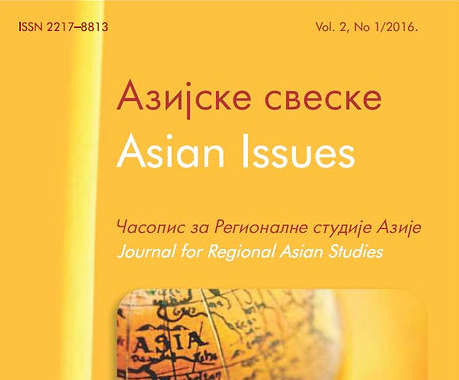 ISSN 2217–8813
Vol. 2, No 1/2016.
Азијске свеске
Asian Issues
Часопис за Регионалне студије Азије
Journal for Regional Asian Studies
ASIA